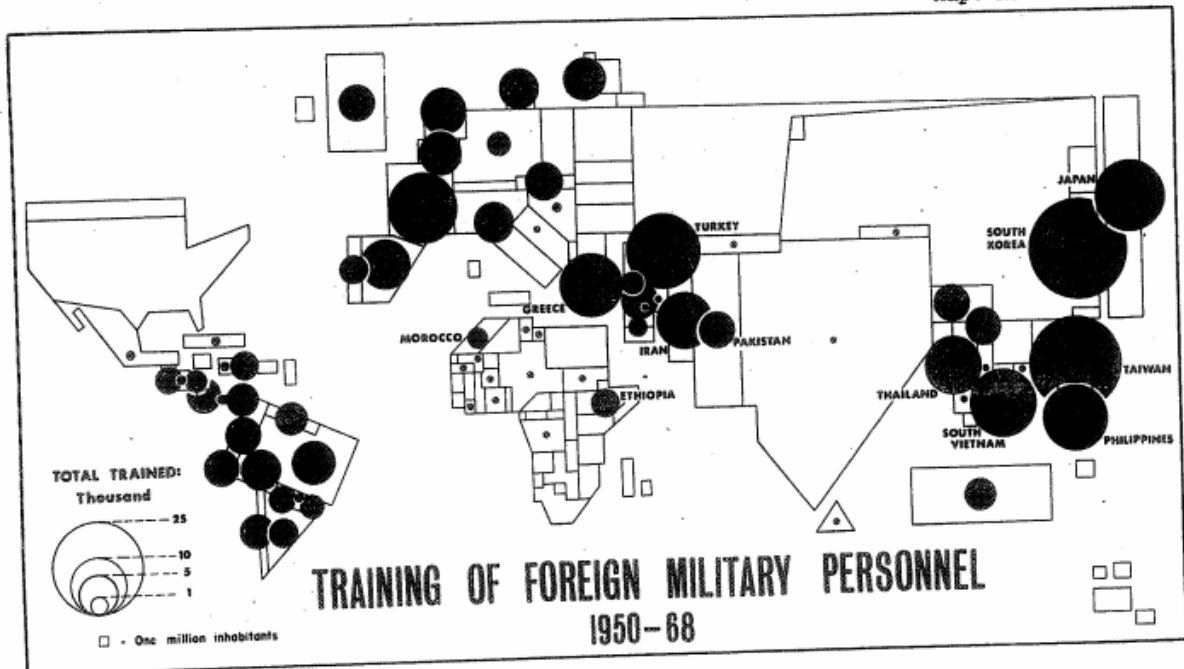 JAPAN
TURKEY
SOUTH
KOREA
GREECE
MOROCCO
IRAN
PAKISTAN
ETHIOPIA
THAILAND
TAIWAN
SOUTH
VIETNAM
PHILIPPINES
TOTAL TRAINED:
Thousand
25
10
5
1
- One million inhabitants
TRAINING OF FOREIGN MILITARY PERSONNEL
1950-68